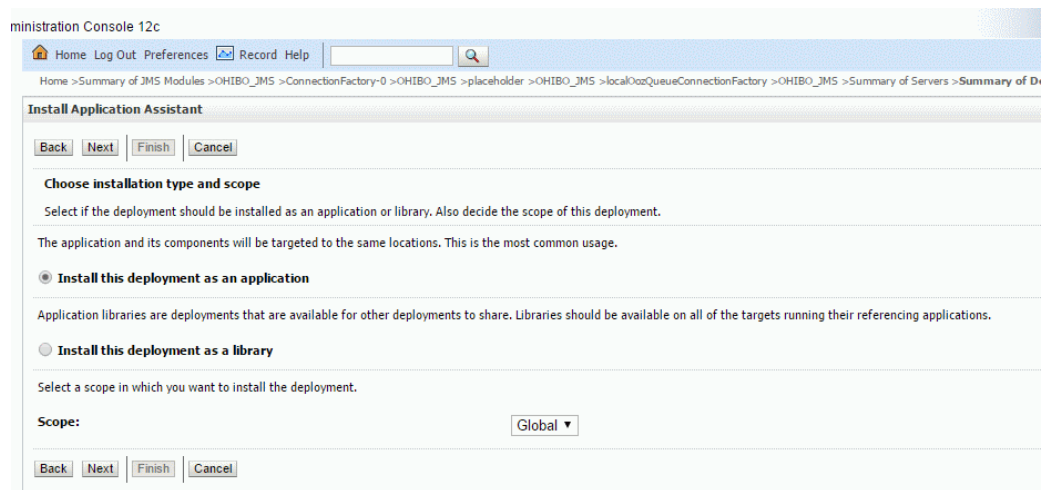 ministration Console 12c
Home Log Out Preferences Record Help
Home >Summary of JMS Modules >OHIBO_JMS >ConnectionFactory-0 >OHIBO_JMS >placeholder >OHIBO_JMS >localOozQueueConnectionFactory >OHIBO_JMS >Summary of Servers >Summary of De
Install Application Assistant
Back Next Finish Cancel
Choose installation type and scope
Select if the deployment should be installed as an application or library. Also decide the scope of this deployment.
The application and its components will be targeted to the same locations. This is the most common usage.
Install this deployment as an application
Application libraries are deployments that are available for other deployments to share. Libraries should be available on all of the targets running their referencing applications.
Install this deployment as a library
Select a scope in which you want to install the deployment.
Scope: Global
Back Next Finish Cancel